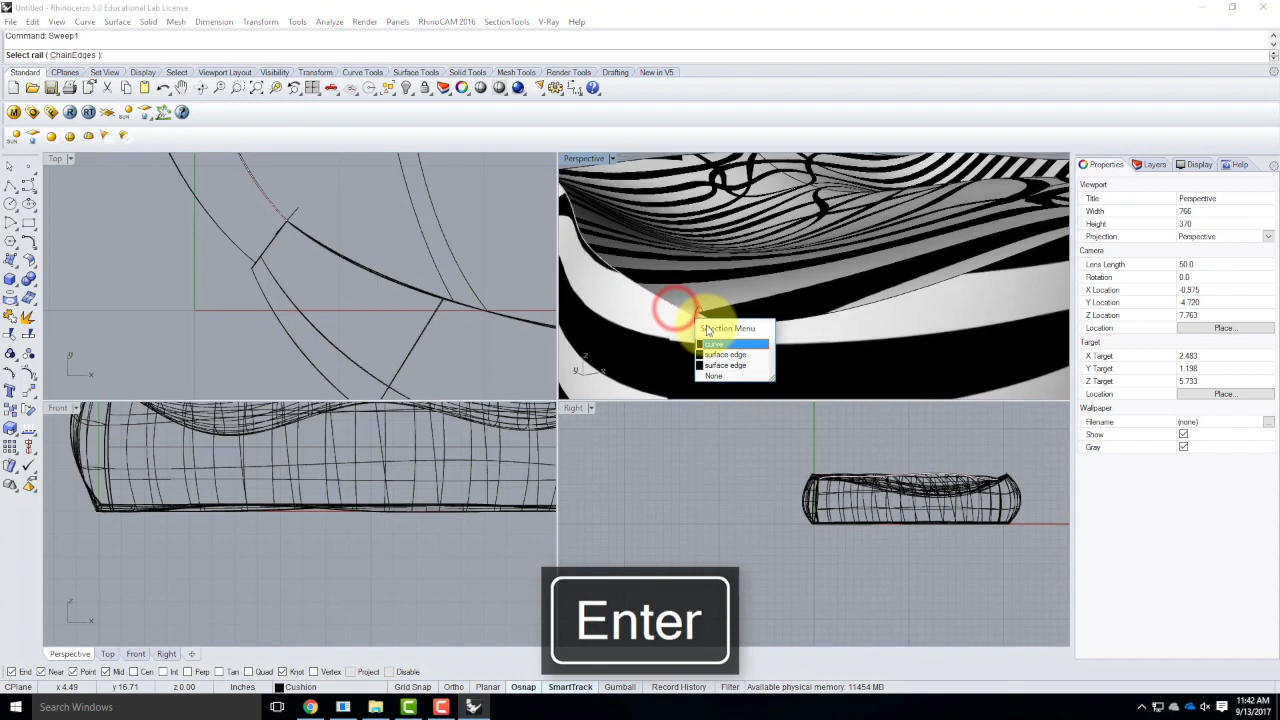 Untitled - Rhinoceros 5.0 Educational Lab License
File Edit View Curve Surface Solid Mesh Dimension Transform Tools Analyze Render Panels RhinoCAM 2016 SectionTools V-Ray Help
Command: Sweep1
Select rail ( ChainEdges ):
Standard CPlanes Set View Display Select Viewport Layout Visibility Transform Curve Tools Surface Tools Solid Tools Mesh Tools Render Tools Drafting New in V5
Top
Perspective
Properties Layers Display Help
Viewport
Title Perspective
Width 766
Height 370
Projection Perspective
Camera
Lens Length 50.0
Rotation 0.0
X Location -0.975
Y Location -4.720
Z Location 7.763
Location Place...
Target
X Target 2.483
Y Target 1.198
Z Target 5.733
Location Place...
Wallpaper
Filename (none)
Show
Gray
Selection Menu
curve
surface edge
surface edge
None
Front
Right
Enter
Perspective Top Front Right
End Near Point Mid Cen Int Perp Tan Quad Knot Vertex Project Disable
CPlane x 4.49 y 16.71 z 0.00 Inches Cushion Grid Snap Ortho Planar Osnap SmartTrack Gumball Record History Filter Available physical memory: 11454 MB
Search Windows
11:42 AM
9/13/2017